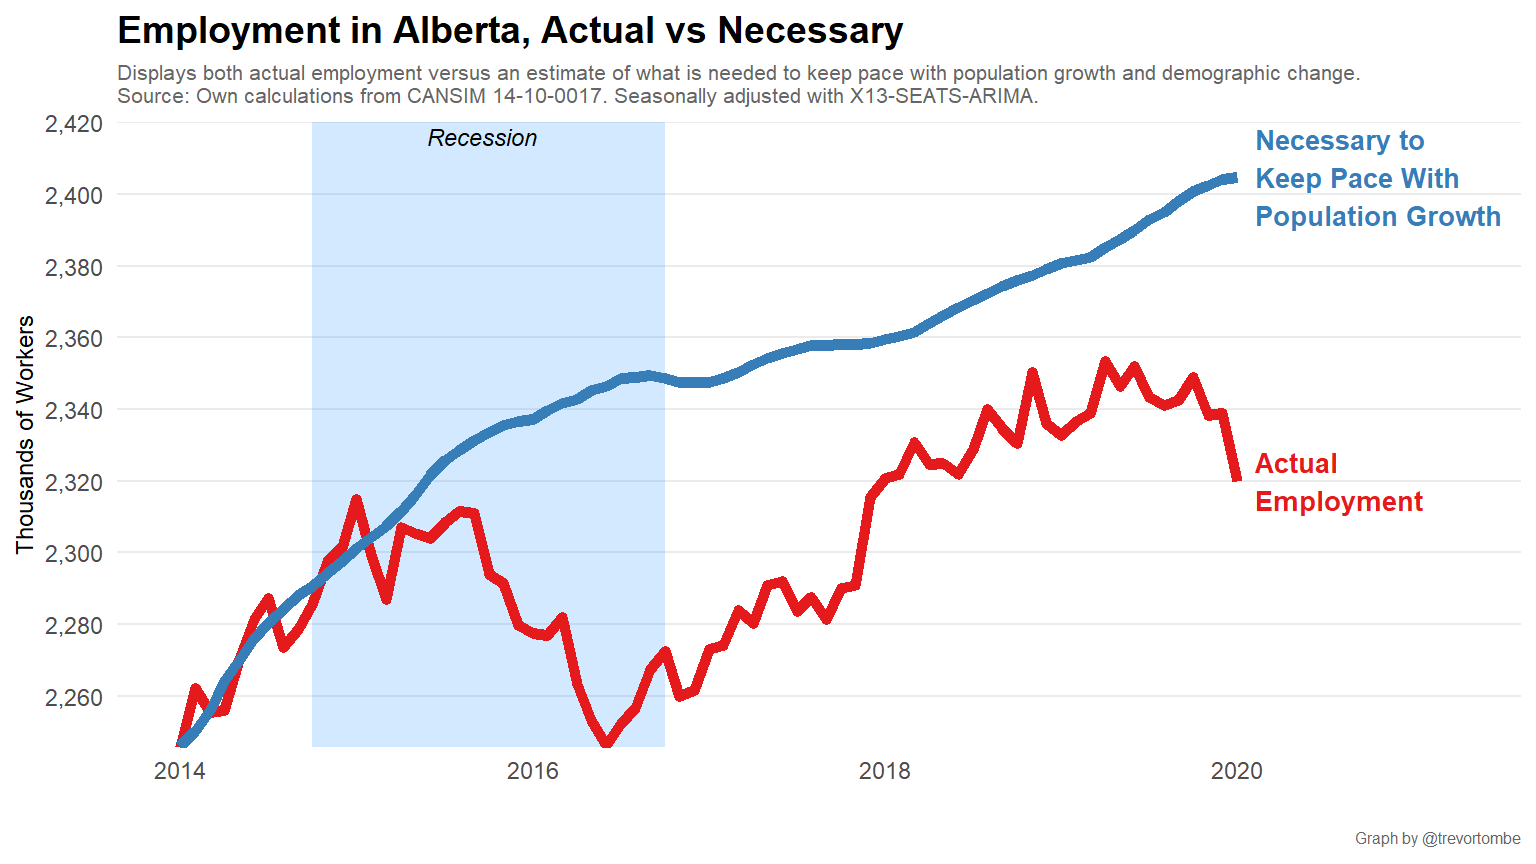 Employment in Alberta, Actual vs Necessary
Displays both actual employment versus an estimate of what is needed to keep pace with population growth and demographic change.
Source: Own calculations from CANSIM 14-10-0017. Seasonally adjusted with X13-SEATS-ARIMA.
2,420
2,400
2,380
2,360
2,340
2,320
2,300
2,280
2,260
Thousands of Workers
Recession
Necessary to
Keep Pace With
Population Growth
Actual
Employment
2014
2016
2018
2020
Graph by @trevortombe